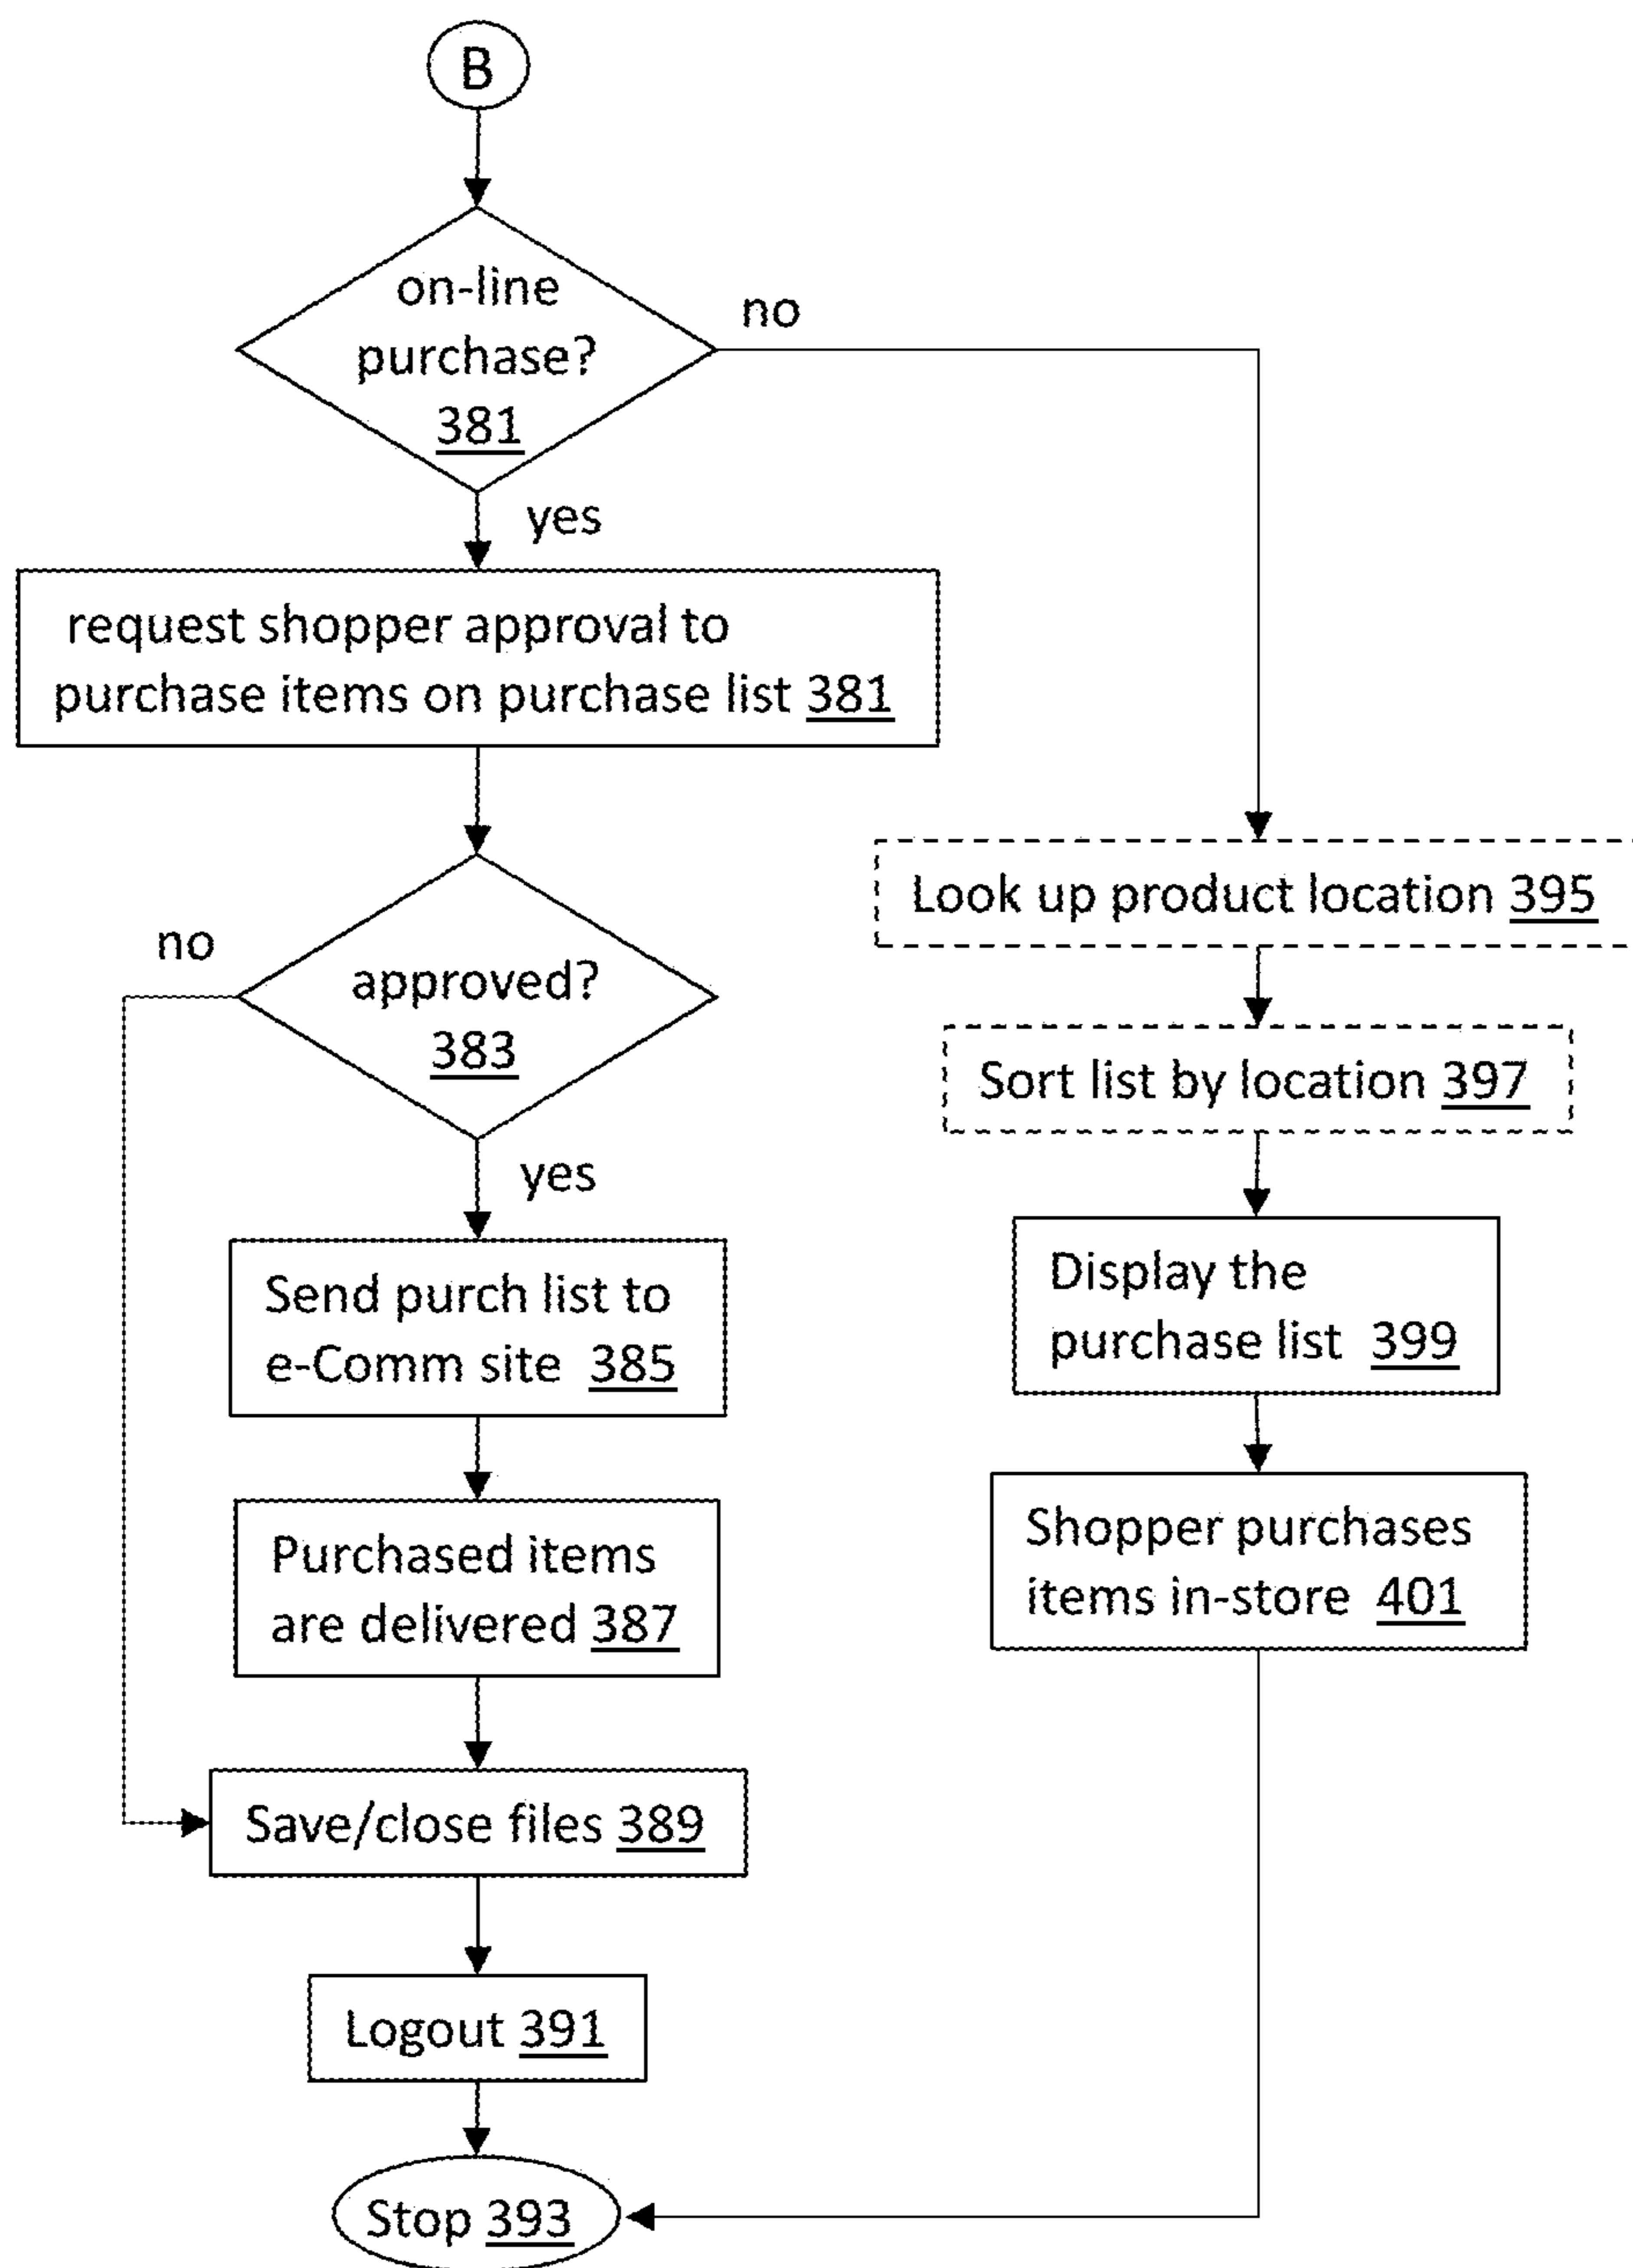 B
on-line
purchase?
381
no
yes
request shopper approval to
purchase items on purchase list 381
no
approved?
383
yes
Send purch list to
e-Comm site 385
Purchased items
are delivered 387
Save/close files 389
Logout 391
Stop 393
Look up product location 395
Sort list by location 397
Display the
purchase list 399
Shopper purchases
items in-store 401